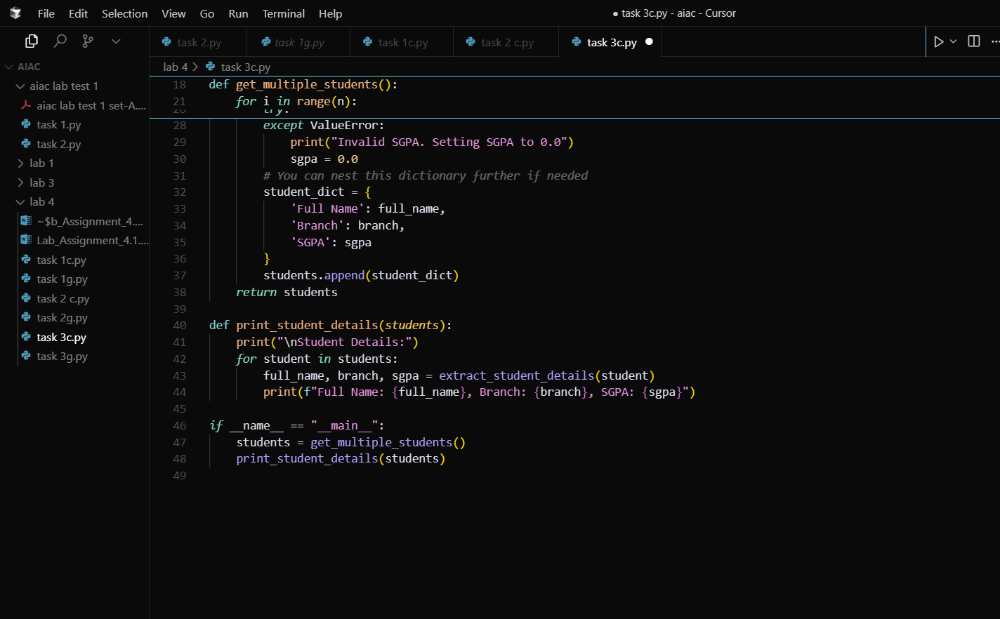 File Edit Selection View Go Run Terminal Help
● task 3c.py - aiac - Cursor
task 2.py
task 1g.py
task 1c.py
task 2 c.py
task 3c.py
AIAC
aiac lab test 1
aiac lab test 1 set-A....
task 1.py
task 2.py
lab 1
lab 3
lab 4
~$b_Assignment_4....
Lab_Assignment_4.1....
task 1c.py
task 1g.py
task 2 c.py
task 2g.py
task 3c.py
task 3g.py
lab 4 > task 3c.py
18 def get_multiple_students():
21     for i in range(n):
26         try:
28         except ValueError:
29             print("Invalid SGPA. Setting SGPA to 0.0")
30             sgpa = 0.0
31         # You can nest this dictionary further if needed
32         student_dict = {
33             'Full Name': full_name,
34             'Branch': branch,
35             'SGPA': sgpa
36         }
37         students.append(student_dict)
38     return students
39
40 def print_student_details(students):
41     print("\nStudent Details:")
42     for student in students:
43         full_name, branch, sgpa = extract_student_details(student)
44         print(f"Full Name: {full_name}, Branch: {branch}, SGPA: {sgpa}")
45
46 if __name__ == "__main__":
47     students = get_multiple_students()
48     print_student_details(students)
49